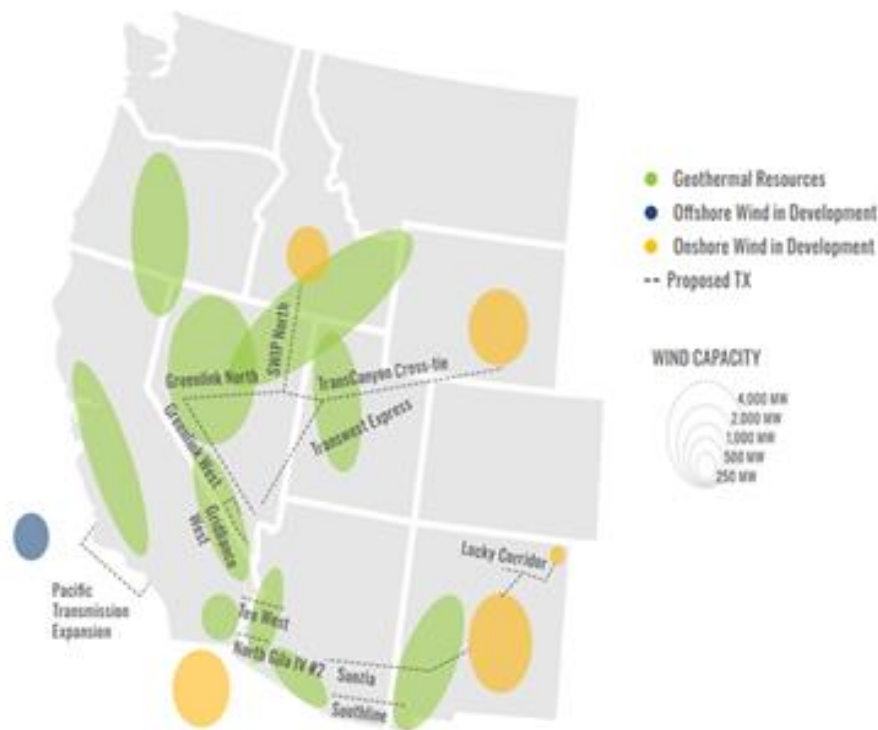 Geothermal Resources
Offshore Wind in Development
Onshore Wind in Development
-- Proposed TX
WIND CAPACITY
4,000 MW
2,000 MW
1,000 MW
500 MW
250 MW
SWIP North
Greenlink North
TransCanyon Cross-tie
Transwest Express
Greenlink West
Gridliance
West
Pacific
Transmission
Expansion
Lucky Corridor
Ten West
North Gila IV #2
Sunzia
Southline